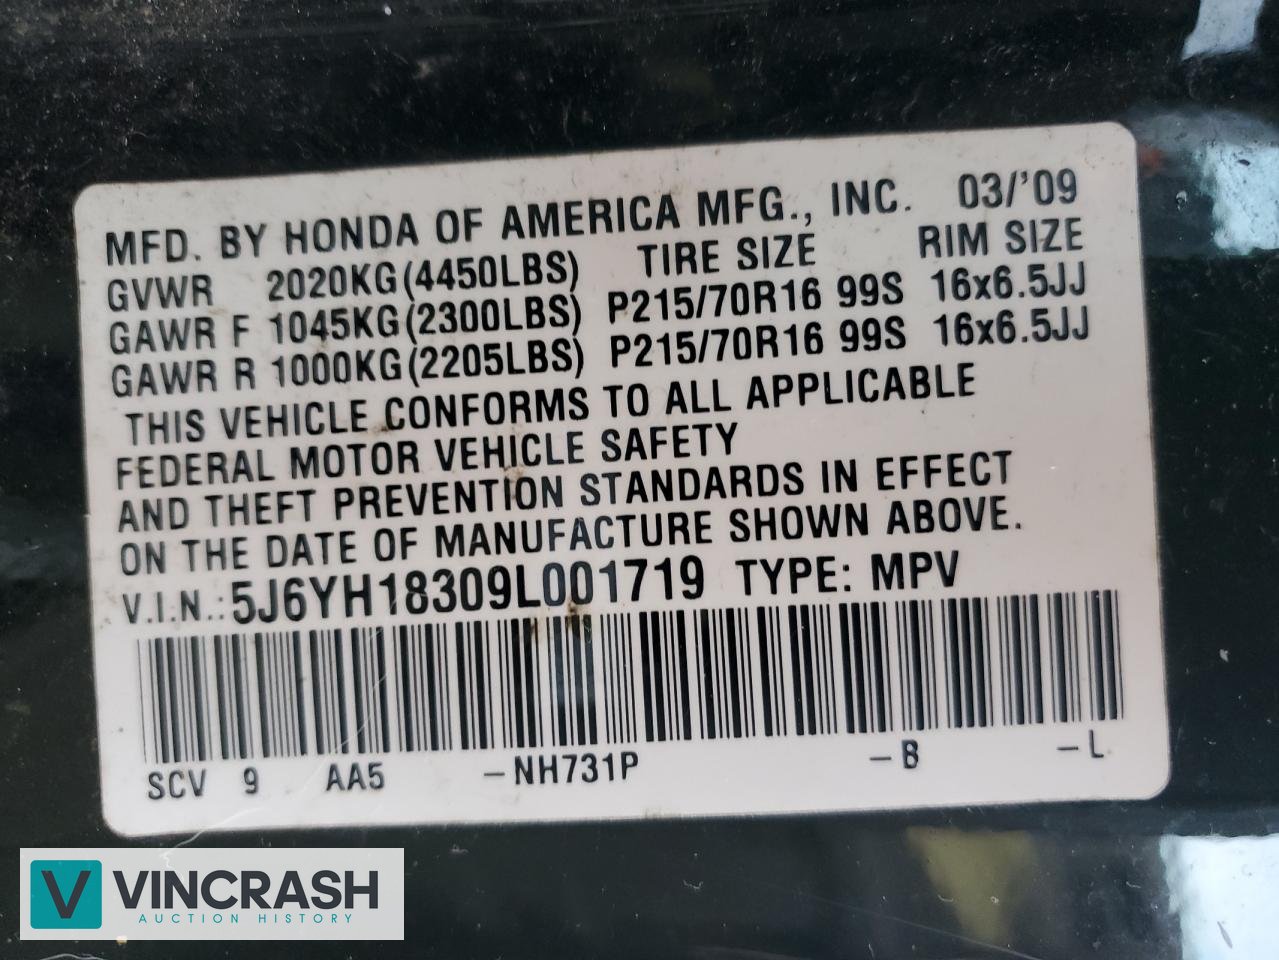 MFD. BY HONDA OF AMERICA MFG., INC. 03/'09
GVWR 2020KG(4450LBS) TIRE SIZE RIM SIZE
GAWR F 1045KG(2300LBS) P215/70R16 99S 16x6.5JJ
GAWR R 1000KG(2205LBS) P215/70R16 99S 16x6.5JJ
THIS VEHICLE CONFORMS TO ALL APPLICABLE
FEDERAL MOTOR VEHICLE SAFETY
AND THEFT PREVENTION STANDARDS IN EFFECT
ON THE DATE OF MANUFACTURE SHOWN ABOVE.
V.I.N.: 5J6YH18309L001719 TYPE: MPV
SCV 9 AA5 -NH731P -B -L
V VINCRASH
AUCTION HISTORY